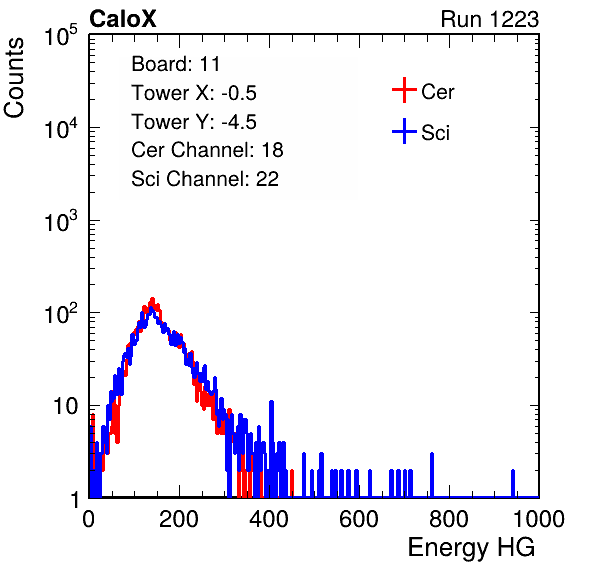 CaloX Run 1223
Counts
10^5
10^4
10^3
10^2
10
1
Board: 11
Tower X: -0.5
Tower Y: -4.5
Cer Channel: 18
Sci Channel: 22
Cer
Sci
0 200 400 600 800 1000
Energy HG